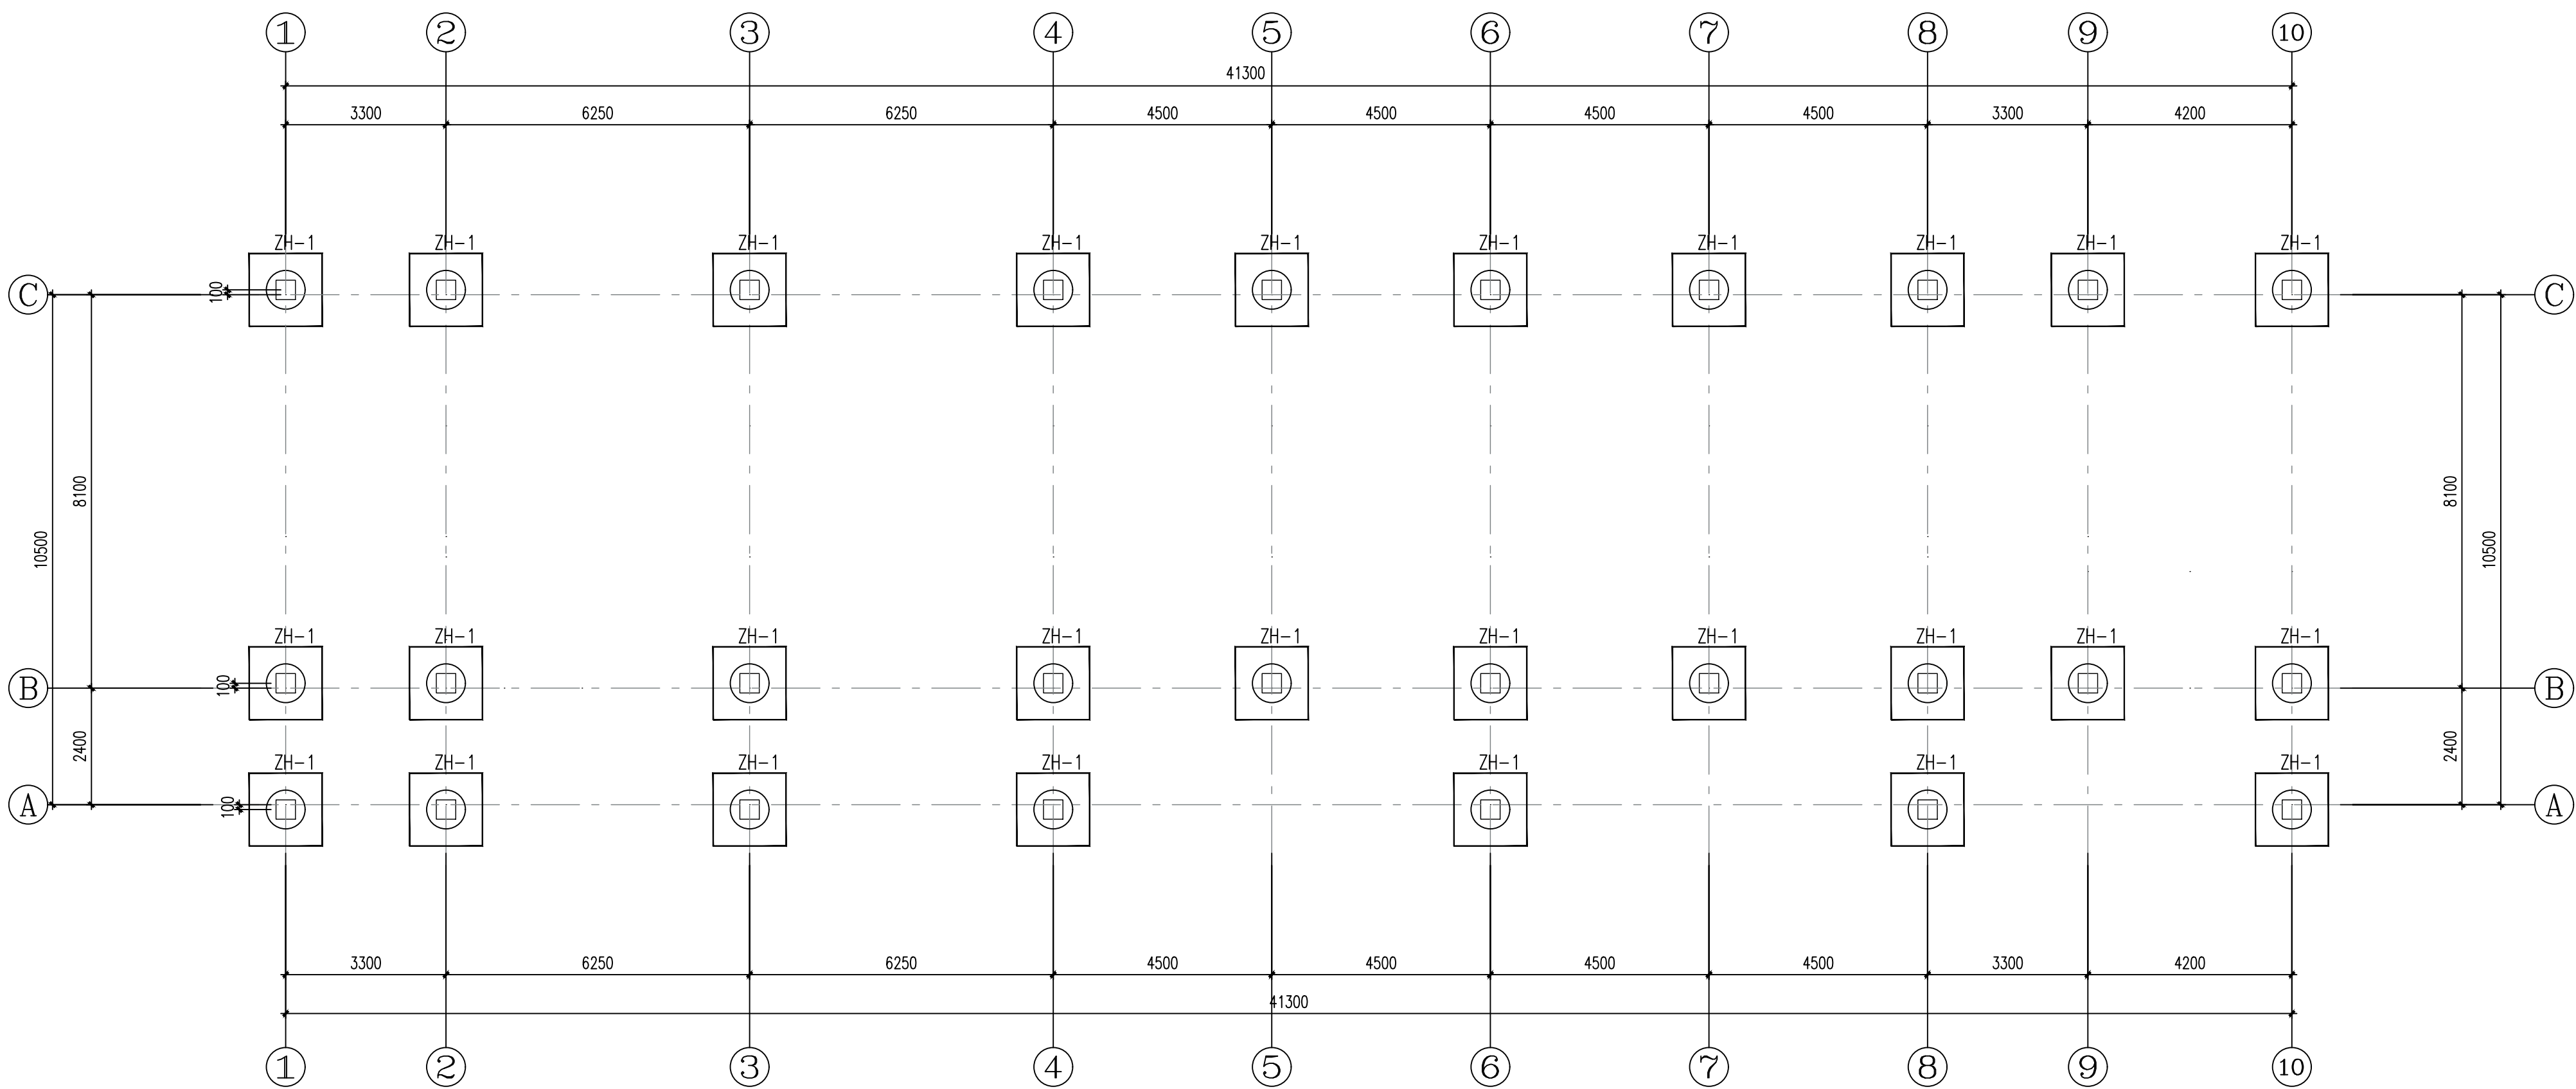 1 2 3 4 5 6 7 8 9 10
41300
3300 6250 6250 4500 4500 4500 4500 3300 4200
ZH-1 ZH-1 ZH-1 ZH-1 ZH-1 ZH-1 ZH-1 ZH-1 ZH-1 ZH-1
C 100 C
8100 8100
10500 10500
ZH-1 ZH-1 ZH-1 ZH-1 ZH-1 ZH-1 ZH-1 ZH-1 ZH-1 ZH-1
B 100 B
2400 2400
ZH-1 ZH-1 ZH-1 ZH-1 ZH-1 ZH-1 ZH-1
A 100 A
3300 6250 6250 4500 4500 4500 4500 3300 4200
41300
1 2 3 4 5 6 7 8 9 10